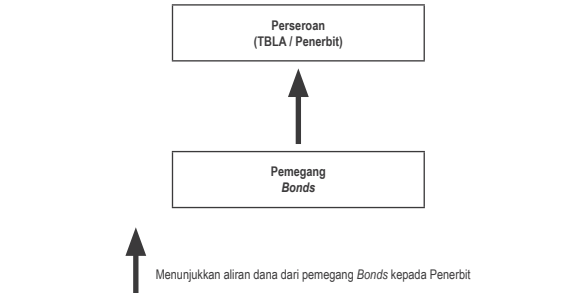 Perseroan
(TBLA / Penerbit)
Pemegang
Bonds
Menunjukkan aliran dana dari pemegang Bonds kepada Penerbit